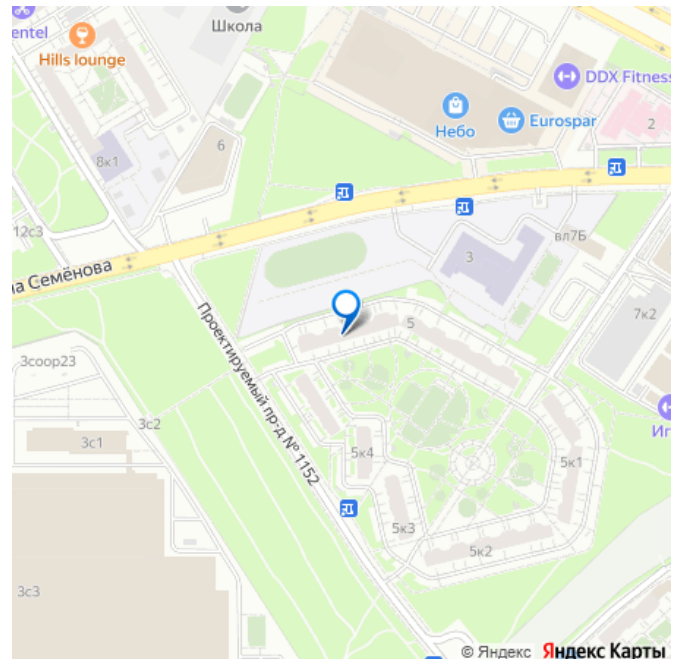 entel
Школа
Hills lounge
DDX Fitness
Небо
Eurospar
2
6
8к1
12с3
вл7Б
3
на Семёнова
7к2
5
3соор23
Проектируемый пр-д № 1152
3с2
3с1
Иг
5к4
5к1
5к3
5к2
3с3
© Яндекс Яндекс Карты